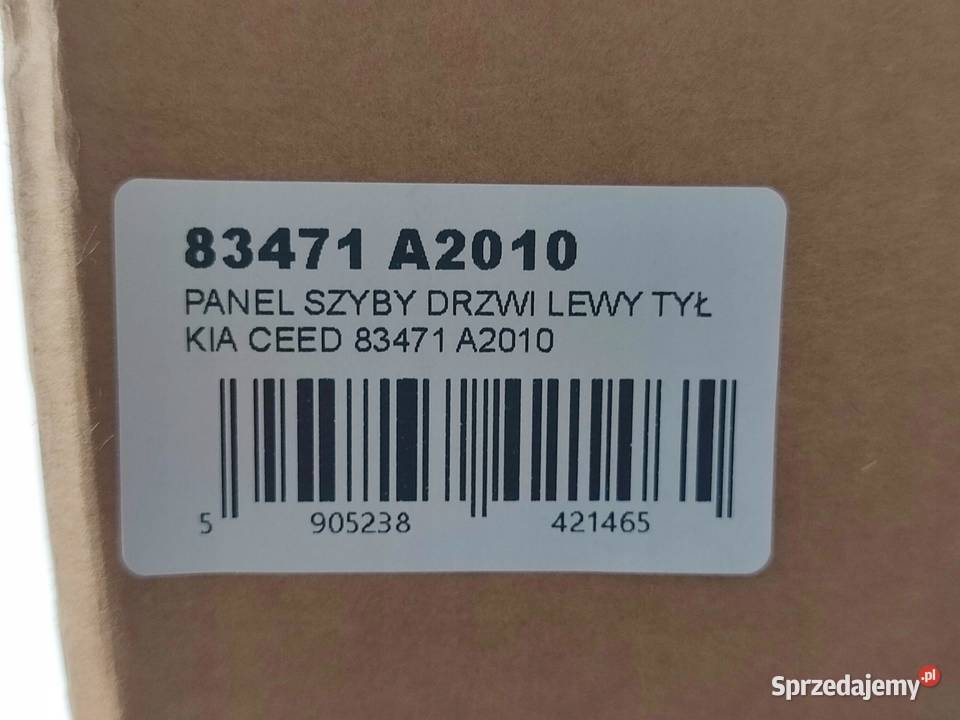 83471 A2010
PANEL SZYBY DRZWI LEWY TYŁ
KIA CEED 83471 A2010
5 905238 421465
Sprzedajemy.pl